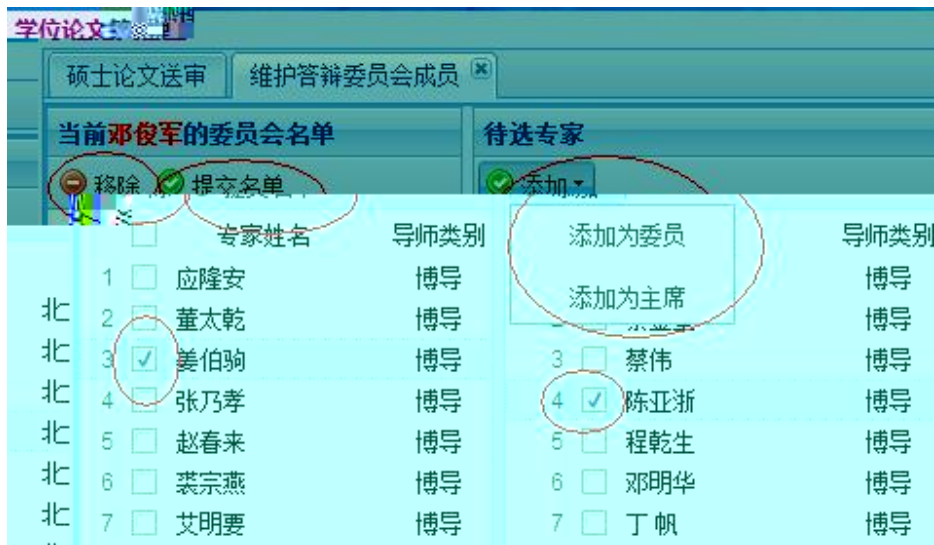 学位论文
硕士论文送审 维护答辩委员会成员
当前邓俊军的委员会名单 待选专家
移除 提交名单 添加
专家姓名 导师类别 添加为委员 导师类别
1 应隆安 博导 博导
添加为主席
北 2 董太乾 博导 博导
北 3 姜伯驹 博导 3 蔡伟 博导
北 4 张乃孝 博导 4 陈亚浙 博导
北 5 赵春来 博导 5 程乾生 博导
北 6 裘宗燕 博导 6 邓明华 博导
北 7 艾明要 博导 7 丁帆 博导